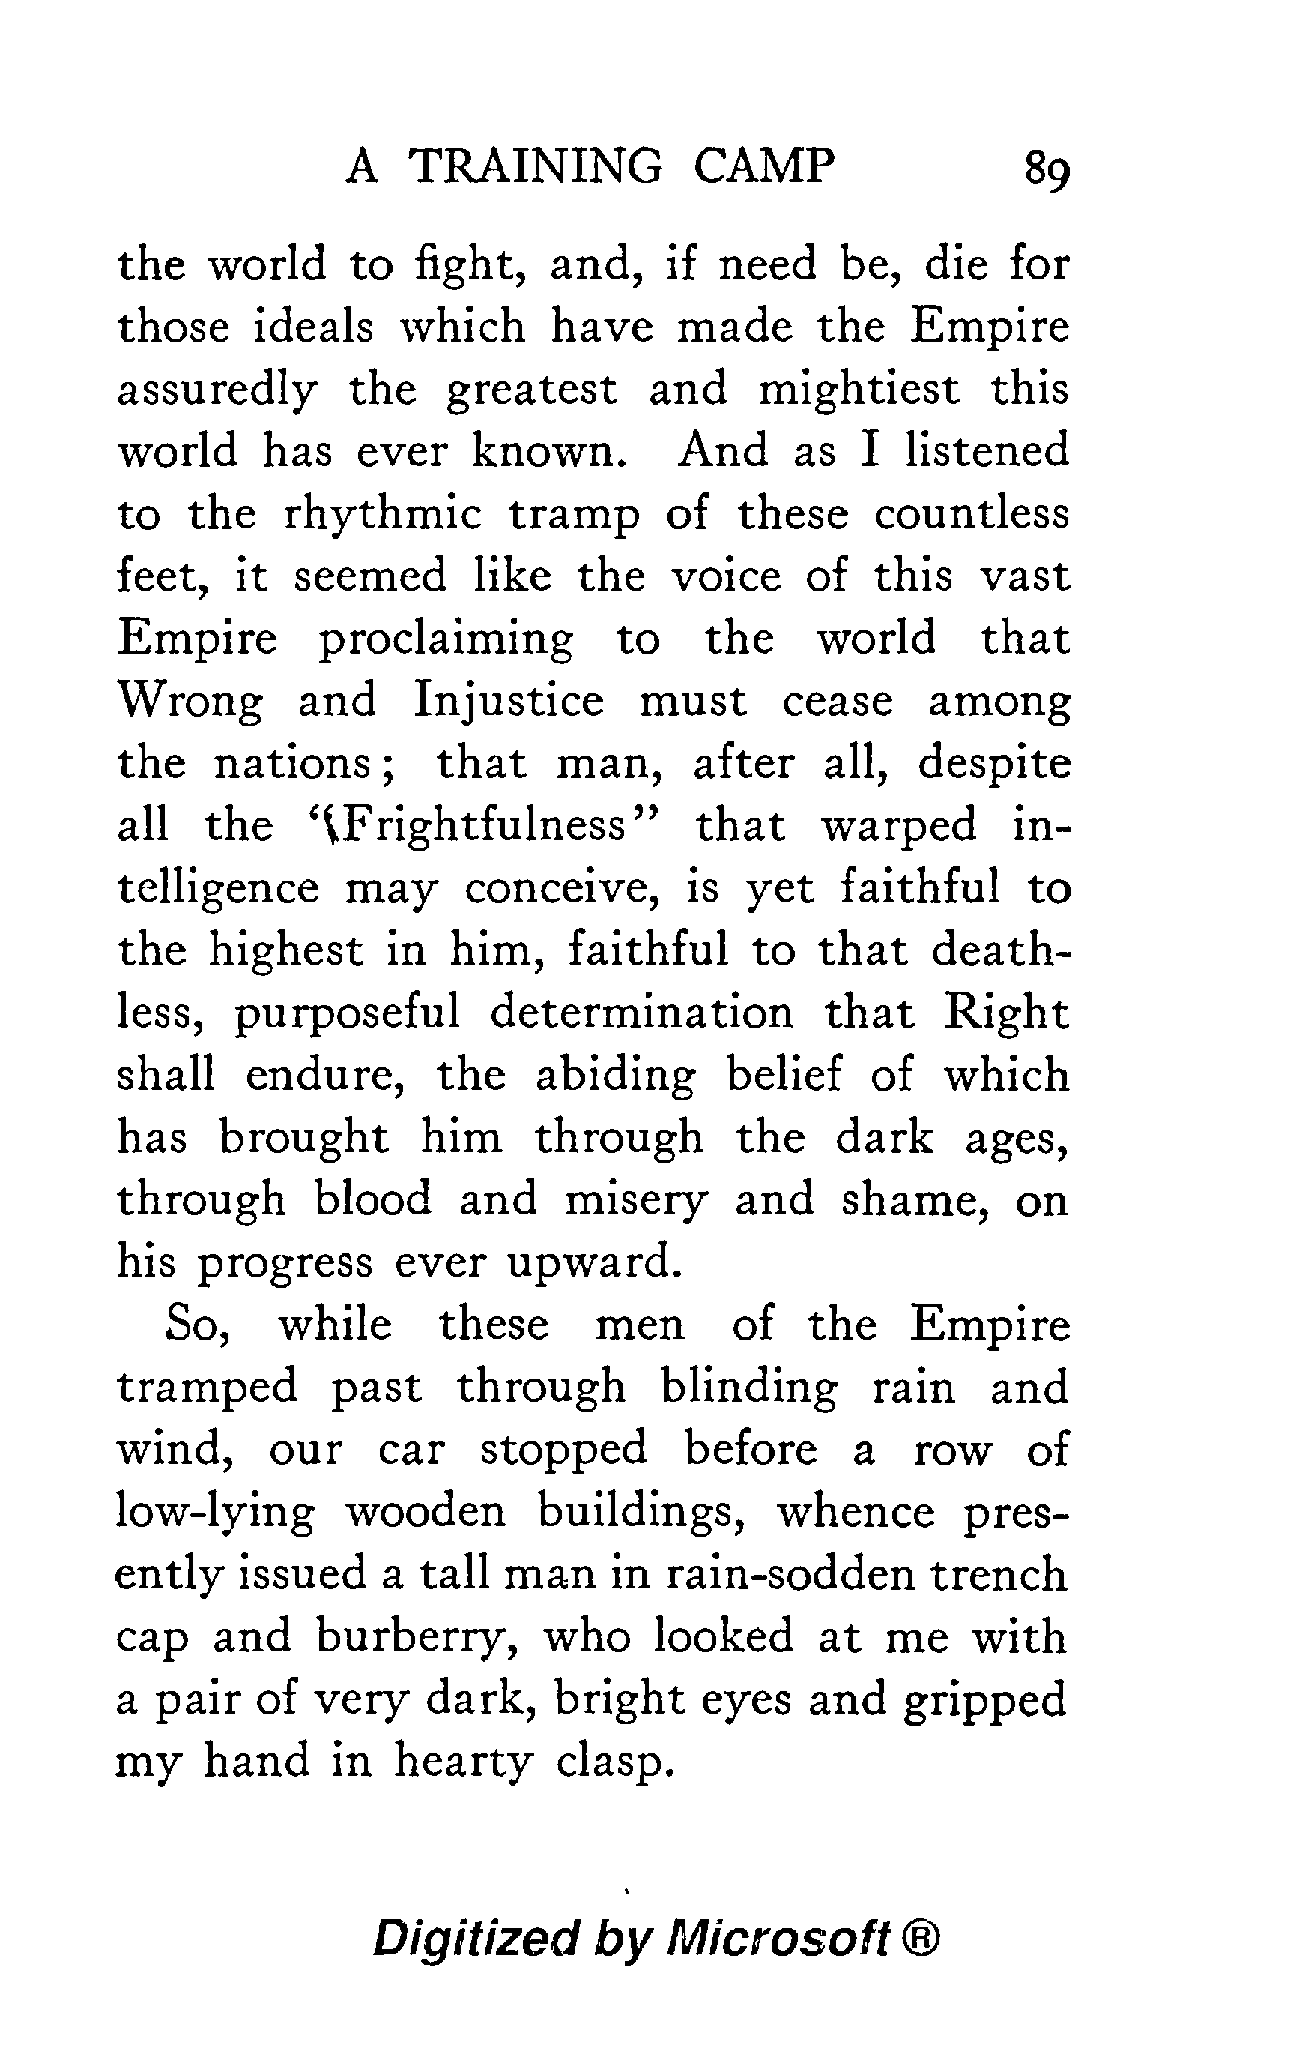 A TRAINING CAMP 89
the world to fight, and, if need be, die for
those ideals which have made the Empire
assuredly the greatest and mightiest this
world has ever known. And as I listened
to the rhythmic tramp of these countless
feet, it seemed like the voice of this vast
Empire proclaiming to the world that
Wrong and Injustice must cease among
the nations; that man, after all, despite
all the "Frightfulness" that warped in-
telligence may conceive, is yet faithful to
the highest in him, faithful to that death-
less, purposeful determination that Right
shall endure, the abiding belief of which
has brought him through the dark ages,
through blood and misery and shame, on
his progress ever upward.
So, while these men of the Empire
tramped past through blinding rain and
wind, our car stopped before a row of
low-lying wooden buildings, whence pres-
ently issued a tall man in rain-sodden trench
cap and burberry, who looked at me with
a pair of very dark, bright eyes and gripped
my hand in hearty clasp.
Digitized by Microsoft ®